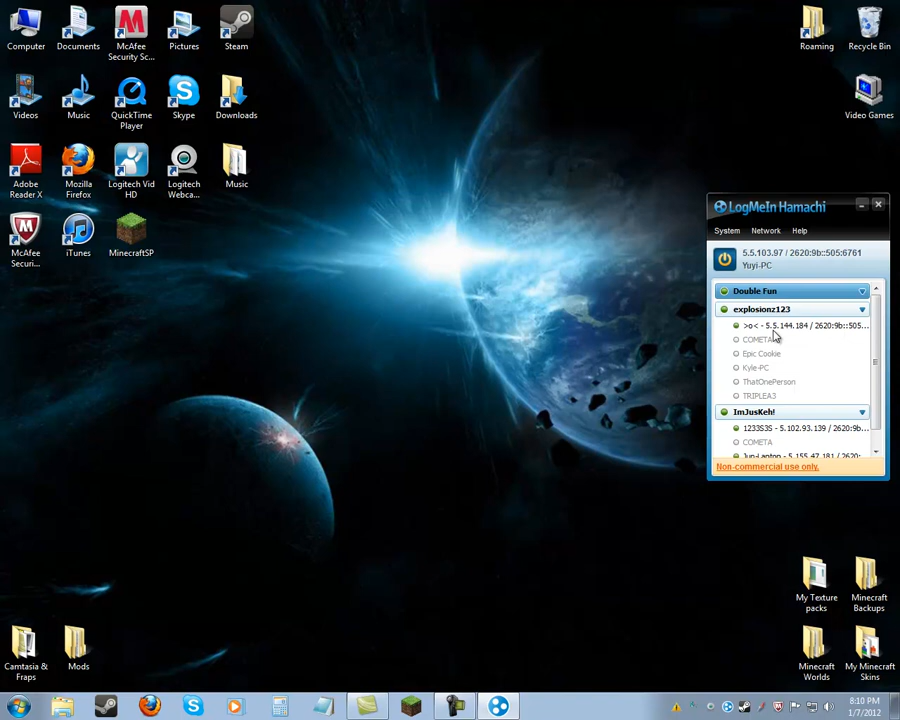 Computer
Documents
McAfee
Security Sc...
Pictures
Steam
Roaming
Recycle Bin
Videos
Music
QuickTime
Player
Skype
Downloads
Video Games
Adobe
Reader X
Mozilla
Firefox
Logitech Vid
HD
Logitech
Webca...
Music
McAfee
Securi...
iTunes
MinecraftSP
LogMeIn Hamachi
System Network Help
5.5.103.97 / 2620:9b::505:6761
Yuyi-PC
Double Fun
explosionz123
>o< - 5.5.144.184 / 2620:9b::505...
COMETA
Epic Cookie
Kyle-PC
ThatOnePerson
TRIPLEA3
ImJusKeh!
1233S3S - 5.102.93.139 / 2620:9b...
COMETA
Jun-Laptop - 5.155.47.181 / 2620:
Non-commercial use only.
My Texture
packs
Minecraft
Backups
Camtasia &
Fraps
Mods
Minecraft
Worlds
My Minecraft
Skins
8:10 PM
1/7/2012